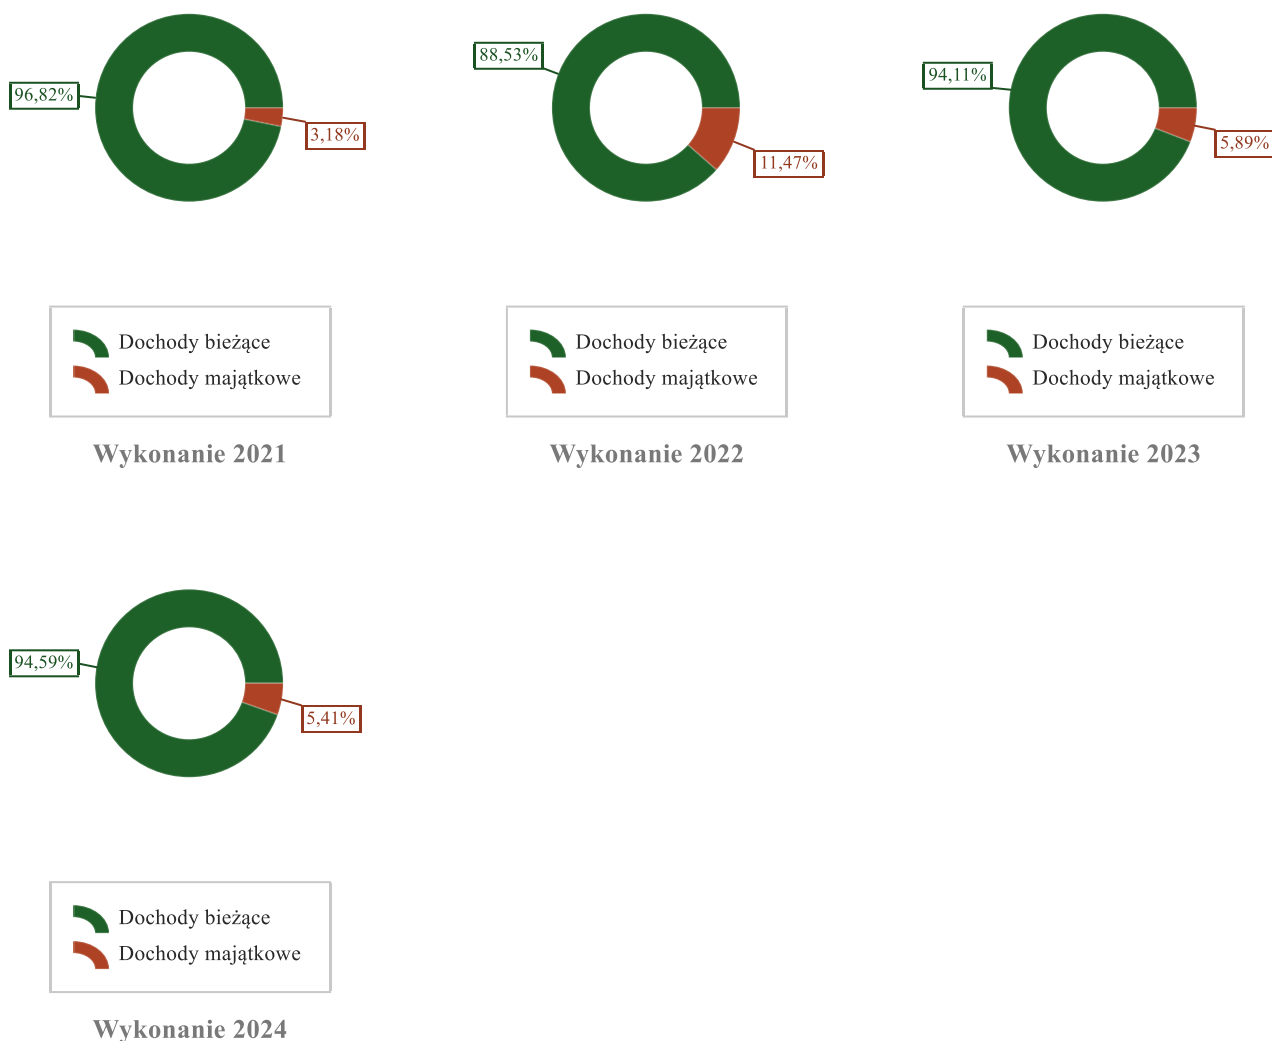 96,82%
3,18%
Dochody bieżące
Dochody majątkowe
Wykonanie 2021
88,53%
11,47%
Dochody bieżące
Dochody majątkowe
Wykonanie 2022
94,11%
5,89%
Dochody bieżące
Dochody majątkowe
Wykonanie 2023
94,59%
5,41%
Dochody bieżące
Dochody majątkowe
Wykonanie 2024